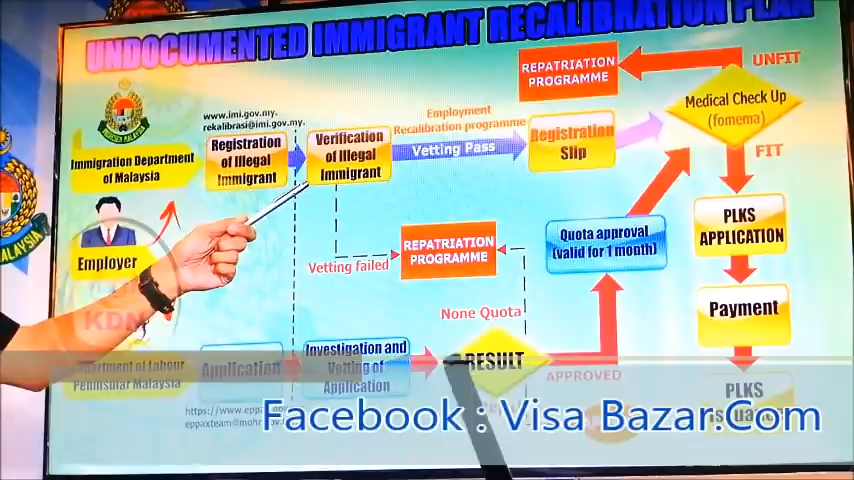 UNDOCUMENTED IMMIGRANT RECALIBRATION PLAN
Immigration Department
of Malaysia
www.imi.gov.my
rekalibrasi@imi.gov.my
Registration
of Illegal
Immigrant
Verification
of Illegal
Immigrant
Employment
Recalibration programme
Vetting Pass
Registration
Slip
REPATRIATION
PROGRAMME
UNFIT
Medical Check Up
(fomema)
FIT
PLKS
APPLICATION
Payment
PLKS
Issuance
Employer
Vetting failed
REPATRIATION
PROGRAMME
Quota approval
(valid for 1 month)
None Quota
KDN
Department of Labour
Peninsular Malaysia
Application
Investigation and
Vetting of
Application
RESULT
APPROVED
Facebook : Visa Bazar.Com